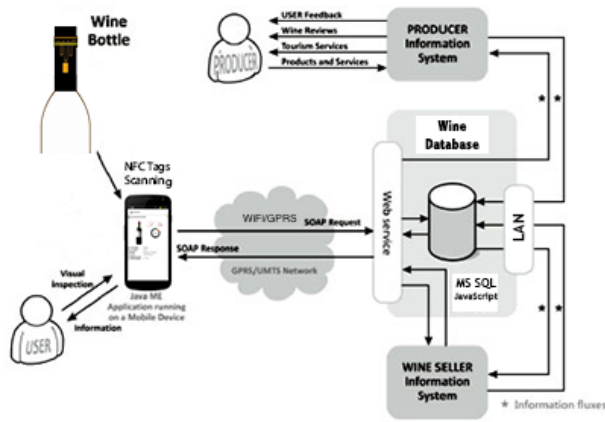 Wine
Bottle
USER Feedback
Wine Reviews
Tourism Services
Products and Services
PRODUCER
PRODUCER
Information
System
Wine
Database
NFC Tags
Scanning
WIFI/GPRS
SOAP Request
SOAP Response
GPRS/UMTS Network
Web service
LAN
MS SQL
JavaScript
Visual
inspection
Information
USER
Java ME
Application running
on a Mobile Device
WINE SELLER
Information
System
* * * *
* Information fluxes